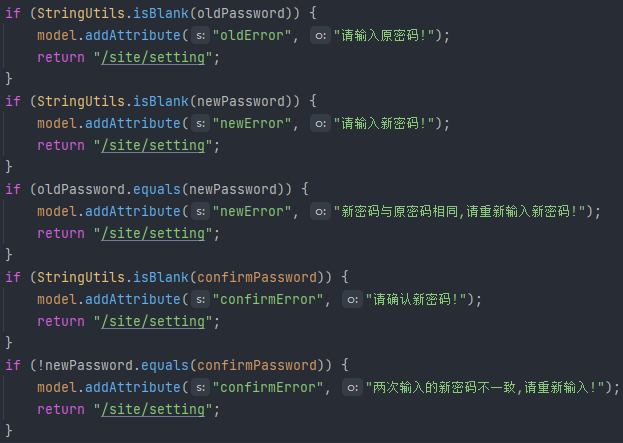 if (StringUtils.isBlank(oldPassword)) {
    model.addAttribute( s: "oldError", o: "请输入原密码!");
    return "/site/setting";
}
if (StringUtils.isBlank(newPassword)) {
    model.addAttribute( s: "newError", o: "请输入新密码!");
    return "/site/setting";
}
if (oldPassword.equals(newPassword)) {
    model.addAttribute( s: "newError", o: "新密码与原密码相同,请重新输入新密码!");
    return "/site/setting";
}
if (StringUtils.isBlank(confirmPassword)) {
    model.addAttribute( s: "confirmError", o: "请确认新密码!");
    return "/site/setting";
}
if (!newPassword.equals(confirmPassword)) {
    model.addAttribute( s: "confirmError", o: "两次输入的新密码不一致,请重新输入!");
    return "/site/setting";
}